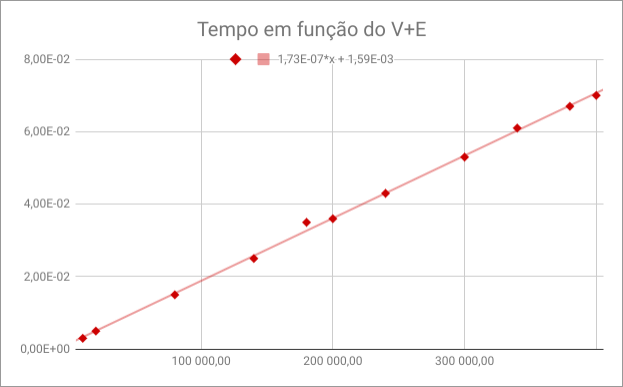 Tempo em função do V+E
1,73E-07*x + 1,59E-03
8,00E-02
6,00E-02
4,00E-02
2,00E-02
0,00E+00
100 000,00
200 000,00
300 000,00